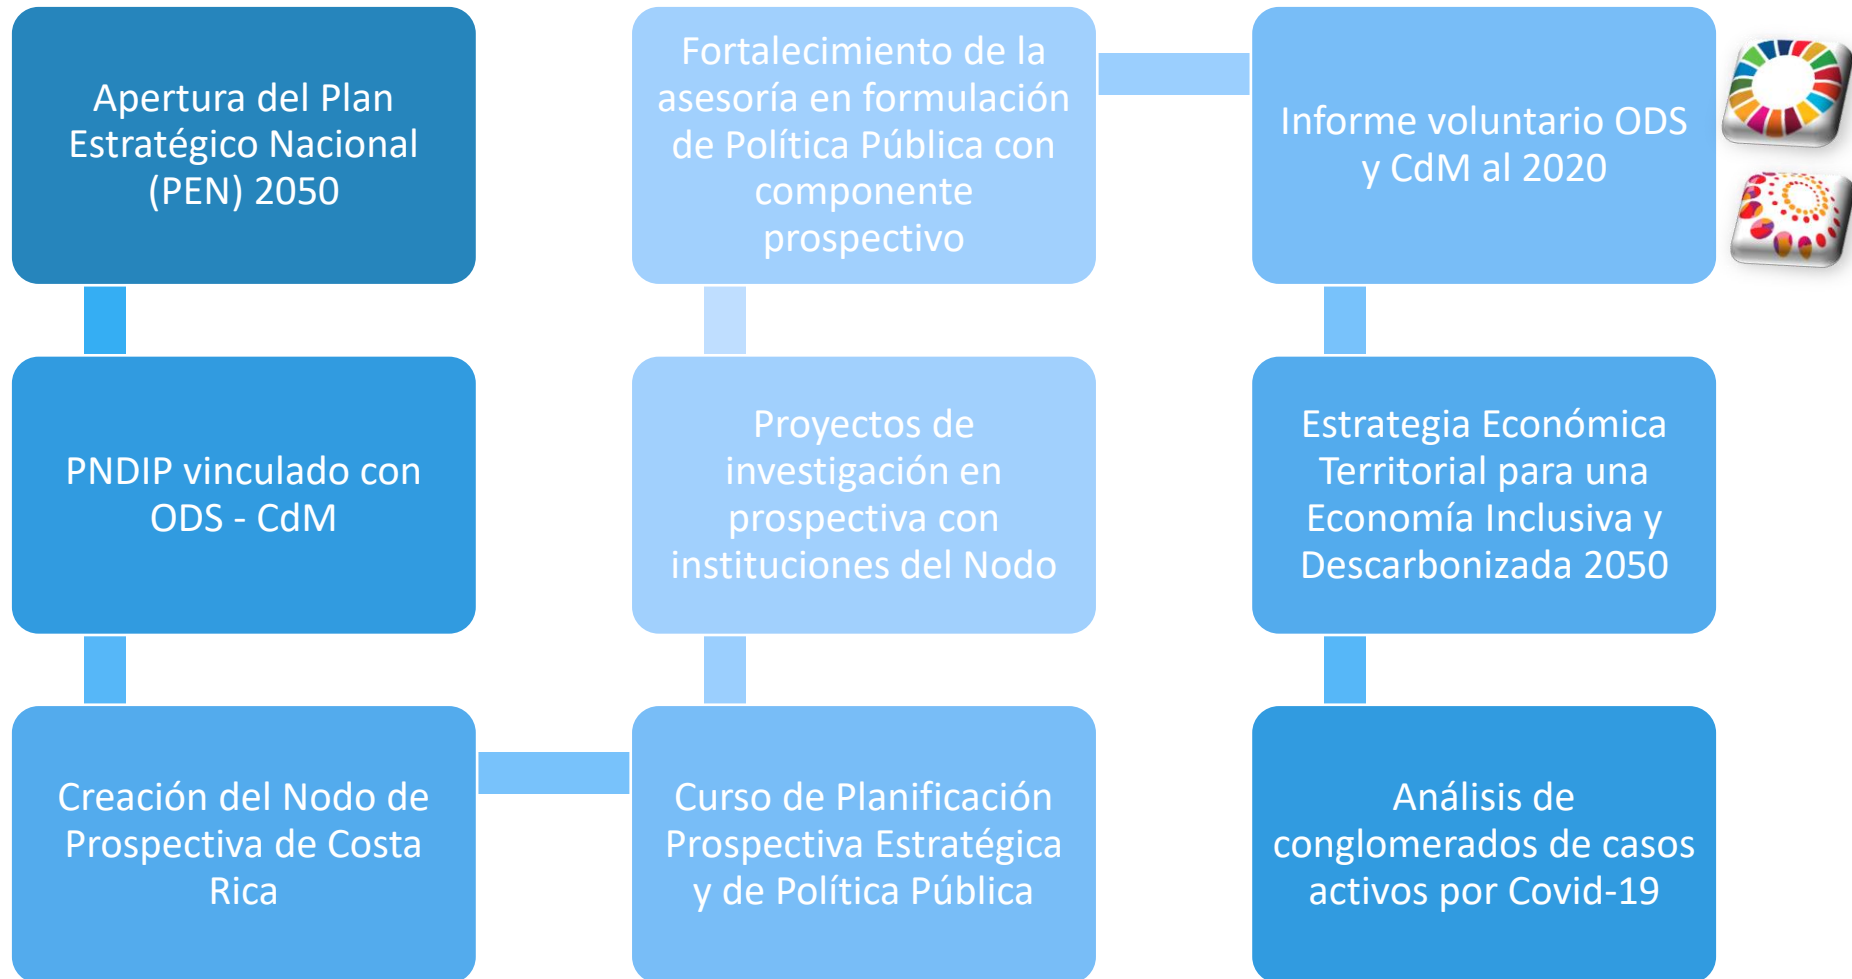 Apertura del Plan
Estratégico Nacional
(PEN) 2050
PNDIP vinculado con
ODS - CdM
Creación del Nodo de
Prospectiva de Costa
Rica
Curso de Planificación
Prospectiva Estratégica
y de Política Pública
Proyectos de
investigación en
prospectiva con
instituciones del Nodo
Fortalecimiento de la
asesoría en formulación
de Política Pública con
componente
prospectivo
Informe voluntario ODS
y CdM al 2020
Estrategia Económica
Territorial para una
Economía Inclusiva y
Descarbonizada 2050
Análisis de
conglomerados de casos
activos por Covid-19